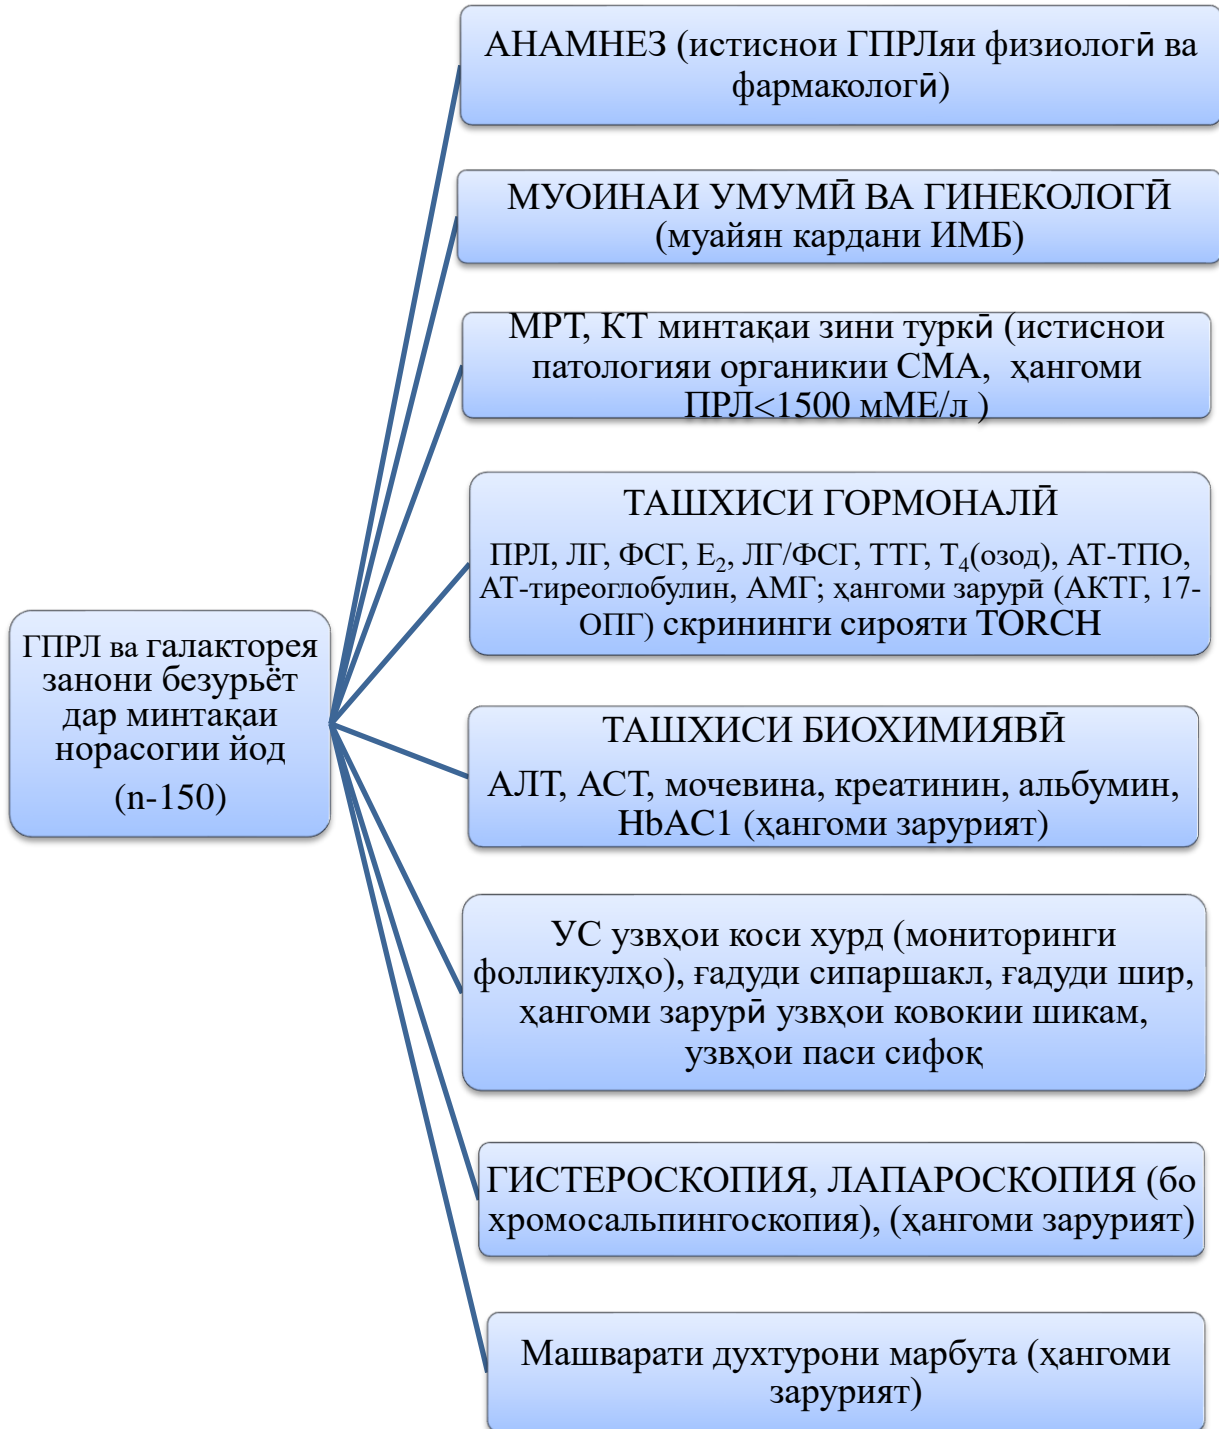 АНАМНЕЗ (истиснои ГПРЛяи физиологӣ ва
фармакологӣ)
МУОИНАИ УМУМӢ ВА ГИНЕКОЛОГӢ
(муайян кардани ИМБ)
МРТ, КТ минтақаи зини туркӣ (истиснои
патологияи органикии СМА, ҳангоми
ПРЛ<1500 мМЕ/л )
ТАШХИСИ ГОРМОНАЛӢ
ПРЛ, ЛГ, ФСГ, E₂, ЛГ/ФСГ, ТТГ, Т₄(озод), АТ-ТПО,
АТ-тиреоглобулин, АМГ; ҳангоми зарурӣ (АКТГ, 17-
ОПГ) скрининги сирояти TORCH
ГПРЛ ва галакторея
занони безурьёт
дар минтақаи
норасогии йод
(n-150)
ТАШХИСИ БИОХИМИЯВӢ
АЛТ, АСТ, мочевина, креатинин, альбумин,
HbAC1 (ҳангоми зарурият)
УС узвҳои коси хурд (мониторинги
фолликулҳо), ғадуди сипаршакл, ғадуди шир,
ҳангоми зарурӣ узвҳои ковокии шикам,
узвҳои паси сифоқ
ГИСТЕРОСКОПИЯ, ЛАПАРОСКОПИЯ (бо
хромосальпингоскопия), (ҳангоми зарурият)
Машварати духтурони марбута (ҳангоми
зарурият)